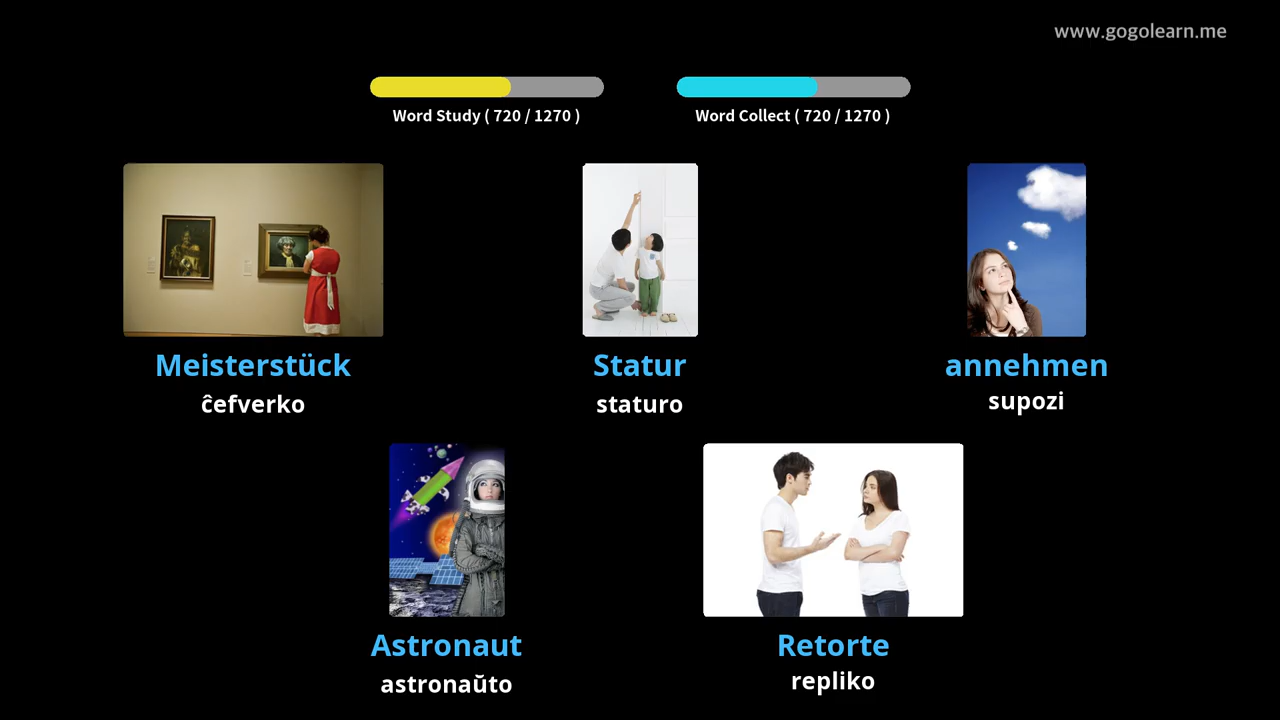 www.gogolearn.me
Word Study ( 720 / 1270 )
Word Collect ( 720 / 1270 )
Meisterstück
ĉefverko
Statur
staturo
annehmen
supozi
Astronaut
astronaŭto
Retorte
repliko